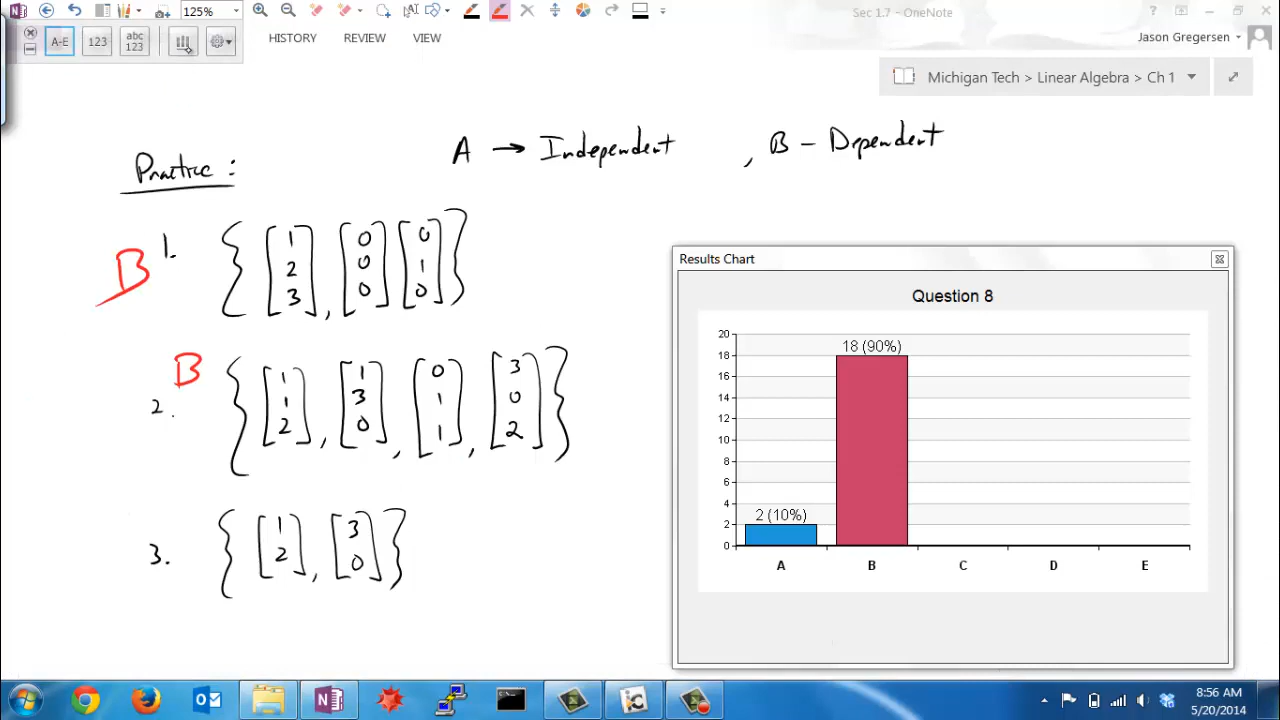 125%
Sec 1.7 - OneNote
A-E 123 abc 123
HISTORY REVIEW VIEW
Jason Gregersen
Michigan Tech > Linear Algebra > Ch 1
Practice :
A → Independent , B - Dependent
B 1. { [1 2 3] , [0 0 0] [0 1 0] }
B 2. { [1 1 2] , [1 3 0] , [0 1 1] , [3 0 2] }
3. { [1 2] , [3 0] }
Results Chart
Question 8
20
18
16
14
12
10
8
6
4
2
0
18 (90%)
2 (10%)
A B C D E
8:56 AM
5/20/2014